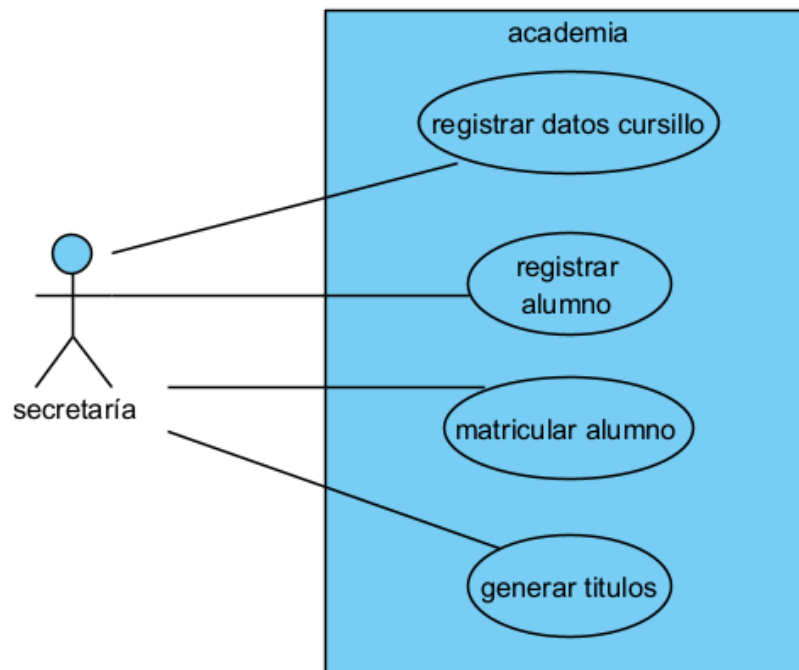 academia
registrar datos cursillo
registrar
alumno
matricular alumno
secretaría
generar titulos